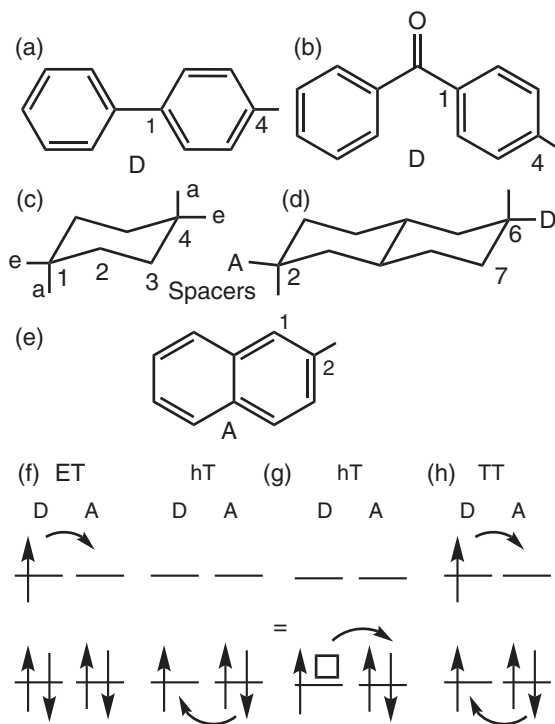 (a)
1
4
D
(b)
O
1
4
D
(c)
a
e
4
e
1
2
3
a
Spacers
(d)
D
6
A
2
7
(e)
1
2
A
(f) ET hT (g) hT (h) TT
D A D A D A D A
=